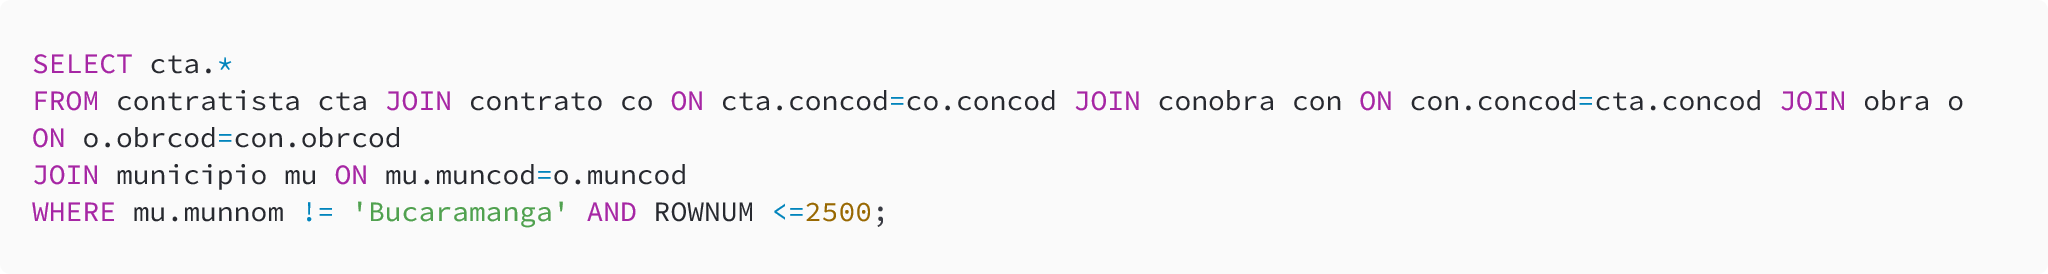 SELECT cta.*
FROM contratista cta JOIN contrato co ON cta.concod=co.concod JOIN conobra con ON con.concod=cta.concod JOIN obra o
ON o.obrcod=con.obrcod
JOIN municipio mu ON mu.muncod=o.muncod
WHERE mu.munnom != 'Bucaramanga' AND ROWNUM <=2500;